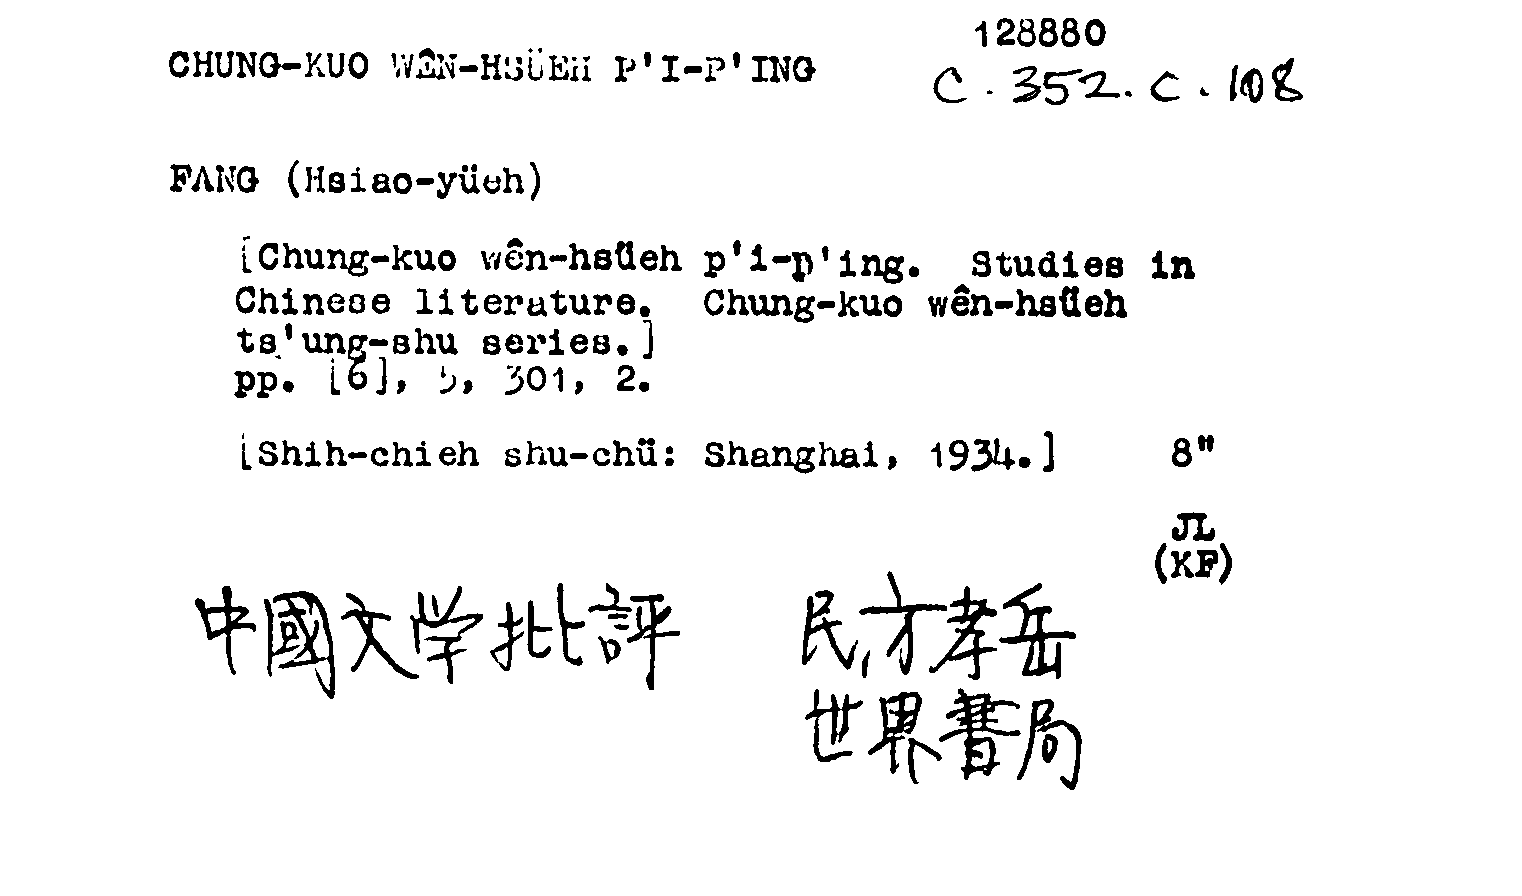 128880
CHUNG-KUO WÊN-HSÜEH P'I-P'ING
C. 352. C. 108
FANG (Hsiao-yüeh)
[Chung-kuo wên-hsüeh p'i-p'ing. Studies in
Chinese literature. Chung-kuo wên-hsüeh
ts'ung-shu series.]
pp. [6], 5, 301, 2.
[Shih-chieh shu-chü: Shanghai, 1934.] 8"
JL
(KF)
中國文学批評 民,方孝岳
世界書局